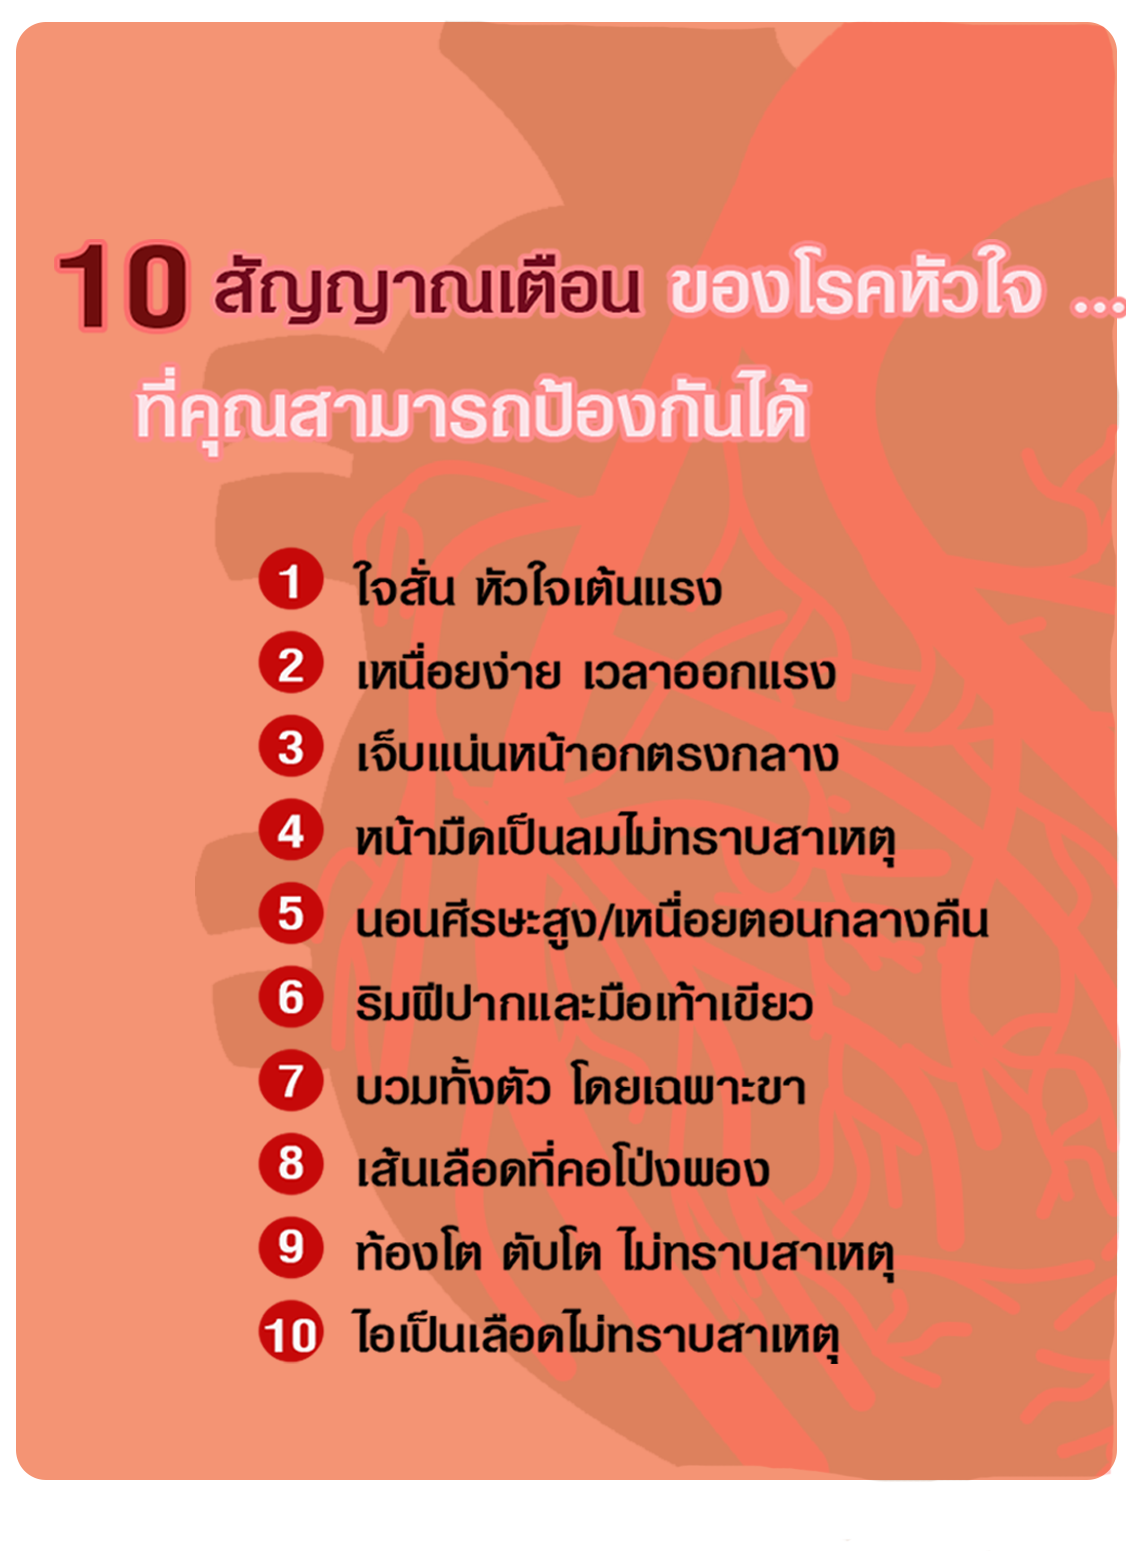 10 สัญญาณเตือน ของโรคหัวใจ ...
ที่คุณสามารถป้องกันได้
1 ใจสั่น หัวใจเต้นแรง
2 เหนื่อยง่าย เวลาออกแรง
3 เจ็บแน่นหน้าอกตรงกลาง
4 หน้ามืดเป็นลมไม่ทราบสาเหตุ
5 นอนศีรษะสูง/เหนื่อยตอนกลางคืน
6 ริมฝีปากและมือเท้าเขียว
7 บวมทั้งตัว โดยเฉพาะขา
8 เส้นเลือดที่คอโป่งพอง
9 ท้องโต ตับโต ไม่ทราบสาเหตุ
10 ไอเป็นเลือดไม่ทราบสาเหตุ